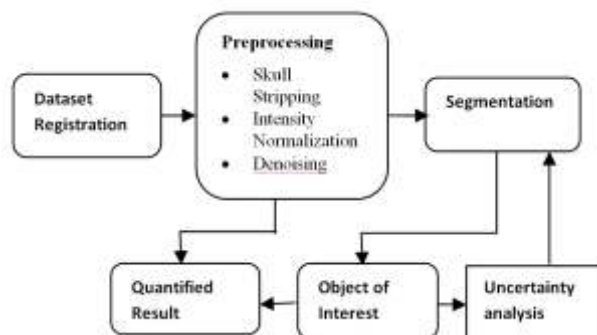 Preprocessing
Skull
Stripping
Intensity
Normalization
Denoising
Dataset
Registration
Segmentation
Quantified
Result
Object of
Interest
Uncertainty
analysis